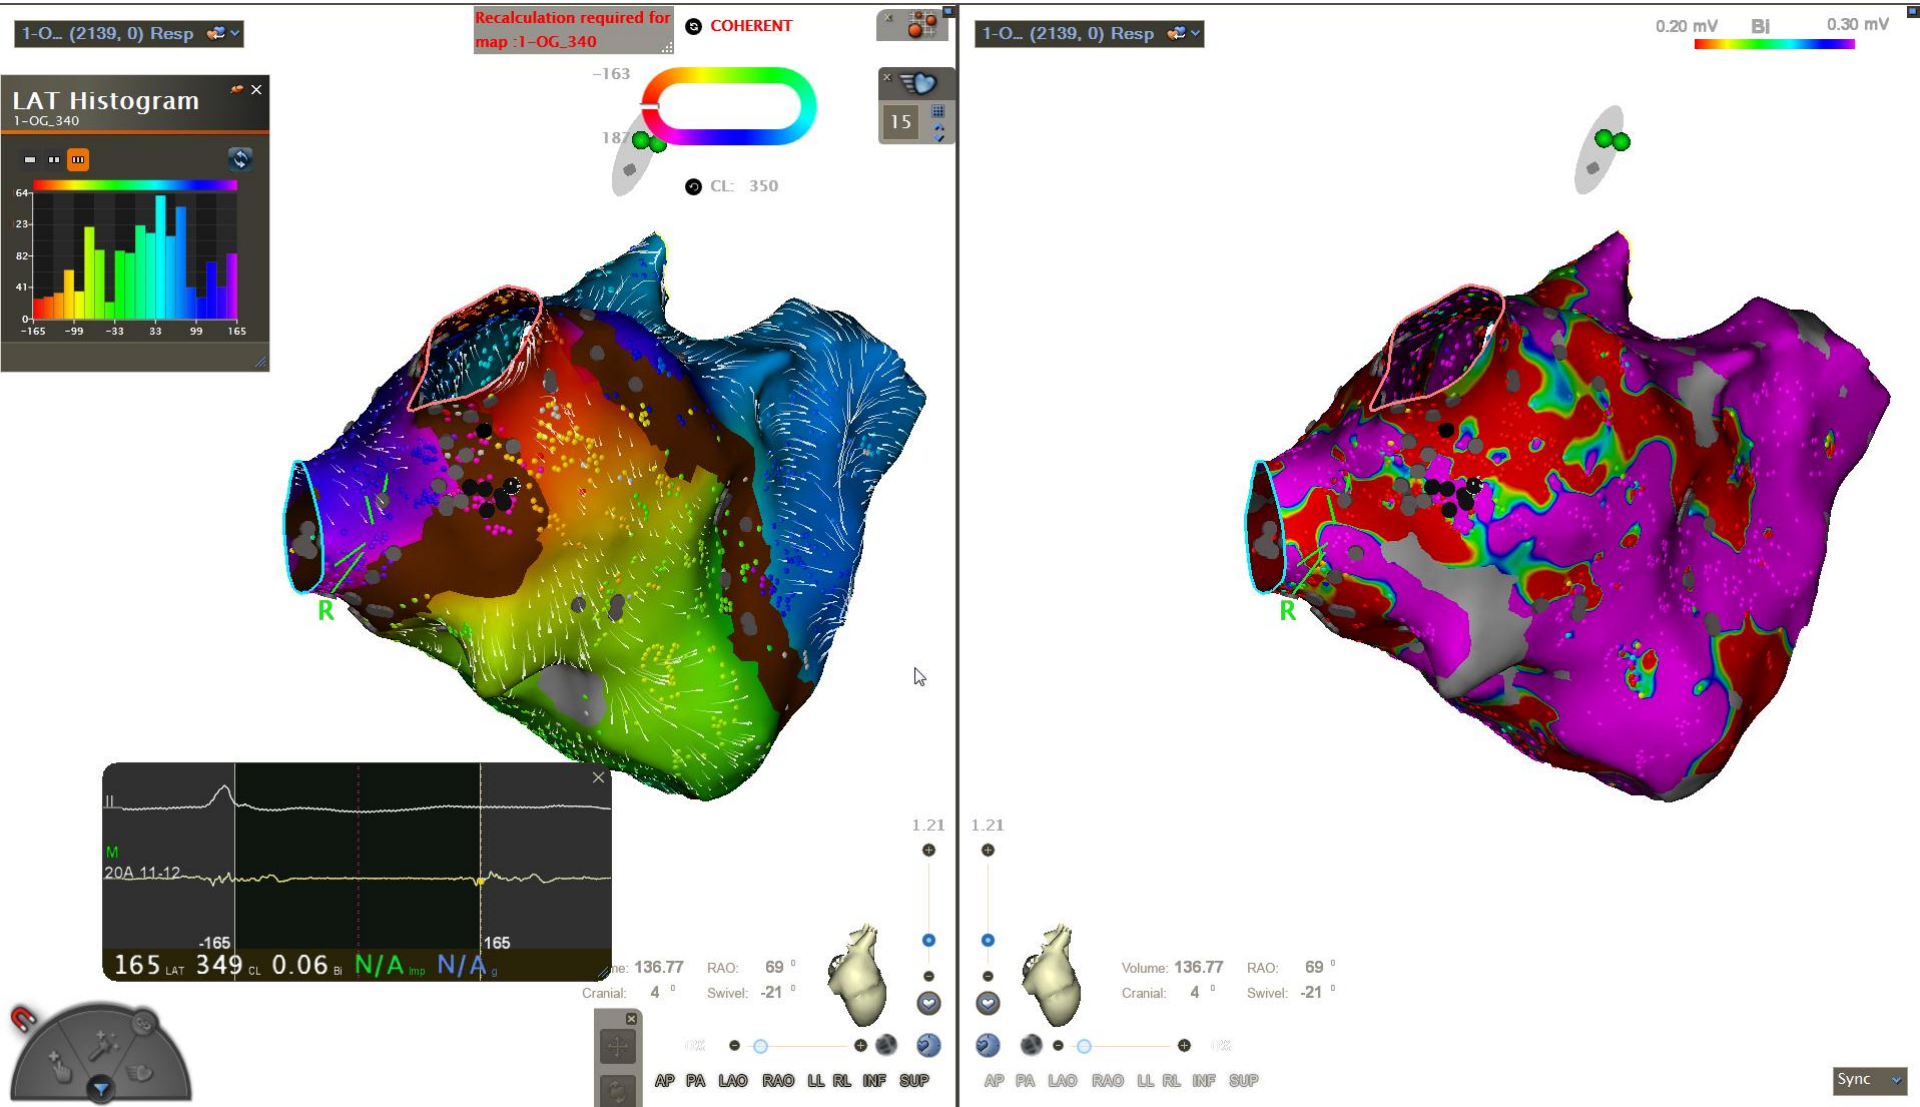 1-O... (2139, 0) Resp
Recalculation required for
map :1-OG_340
COHERENT
-163
187
CL: 350
15
LAT Histogram
1-OG_340
64
23
82
41
0
-165 -99 -33 33 99 165
R
II
M
20A 11-12
-165 165
165 LAT 349 CL 0.06 Bi N/A Imp N/A g
me: 136.77 RAO: 69 °
Cranial: 4 ° Swivel: -21 °
1.21
AP PA LAO RAO LL RL INF SUP
1-O... (2139, 0) Resp
0.20 mV Bi 0.30 mV
R
1.21
Volume: 136.77 RAO: 69 °
Cranial: 4 ° Swivel: -21 °
AP PA LAO RAO LL RL INF SUP
Sync